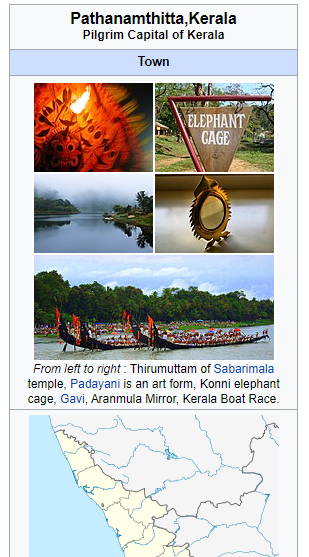 Pathanamthitta,Kerala
Pilgrim Capital of Kerala
Town
ELEPHANT
CAGE
From left to right : Thirumuttam of Sabarimala
temple, Padayani is an art form, Konni elephant
cage, Gavi, Aranmula Mirror, Kerala Boat Race.